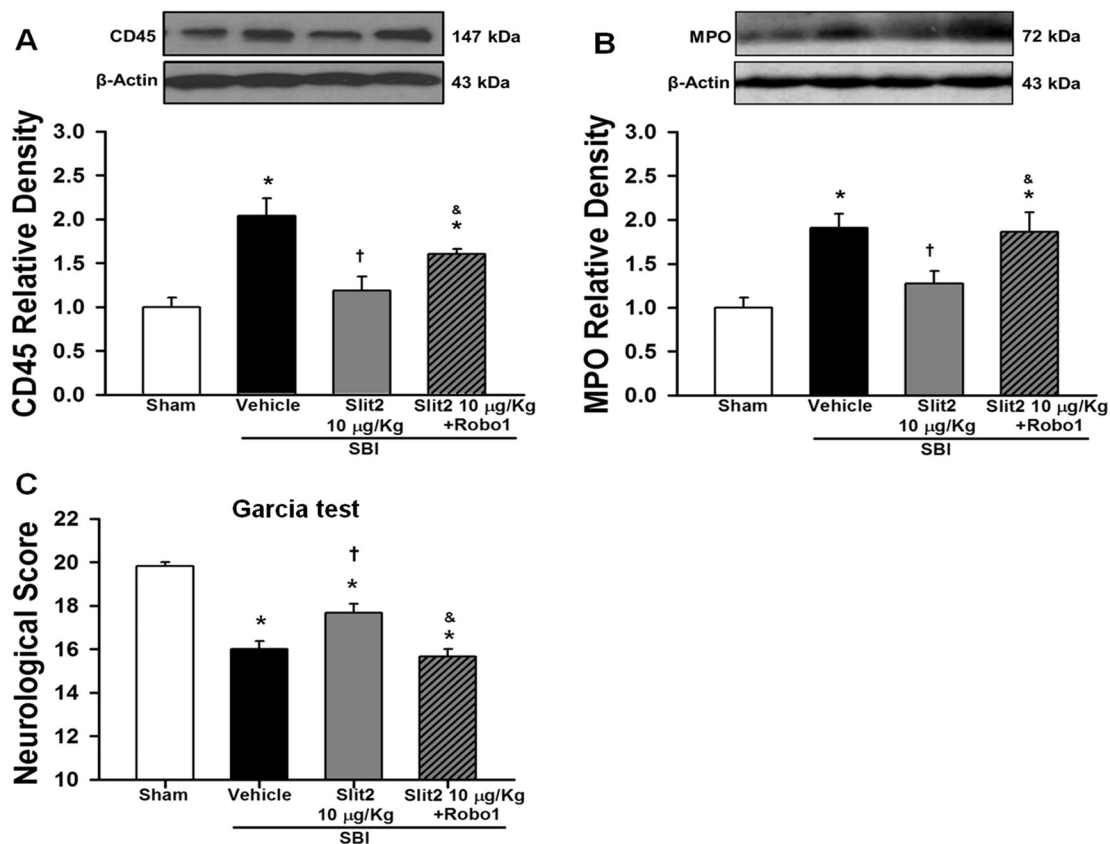 A
CD45
147 kDa
β-Actin
43 kDa
CD45 Relative Density
3.0
2.5
2.0
1.5
1.0
0.5
0.0
*
†
&
*
Sham
Vehicle
Slit2
10 μg/Kg
Slit2 10 μg/Kg
+Robo1
SBI
B
MPO
72 kDa
β-Actin
43 kDa
MPO Relative Density
3.0
2.5
2.0
1.5
1.0
0.5
0.0
*
†
&
*
Sham
Vehicle
Slit2
10 μg/Kg
Slit2 10 μg/Kg
+Robo1
SBI
C
Garcia test
Neurological Score
22
20
18
16
14
12
10
*
†
*
&
*
Sham
Vehicle
Slit2
10 μg/Kg
Slit2 10 μg/Kg
+Robo1
SBI